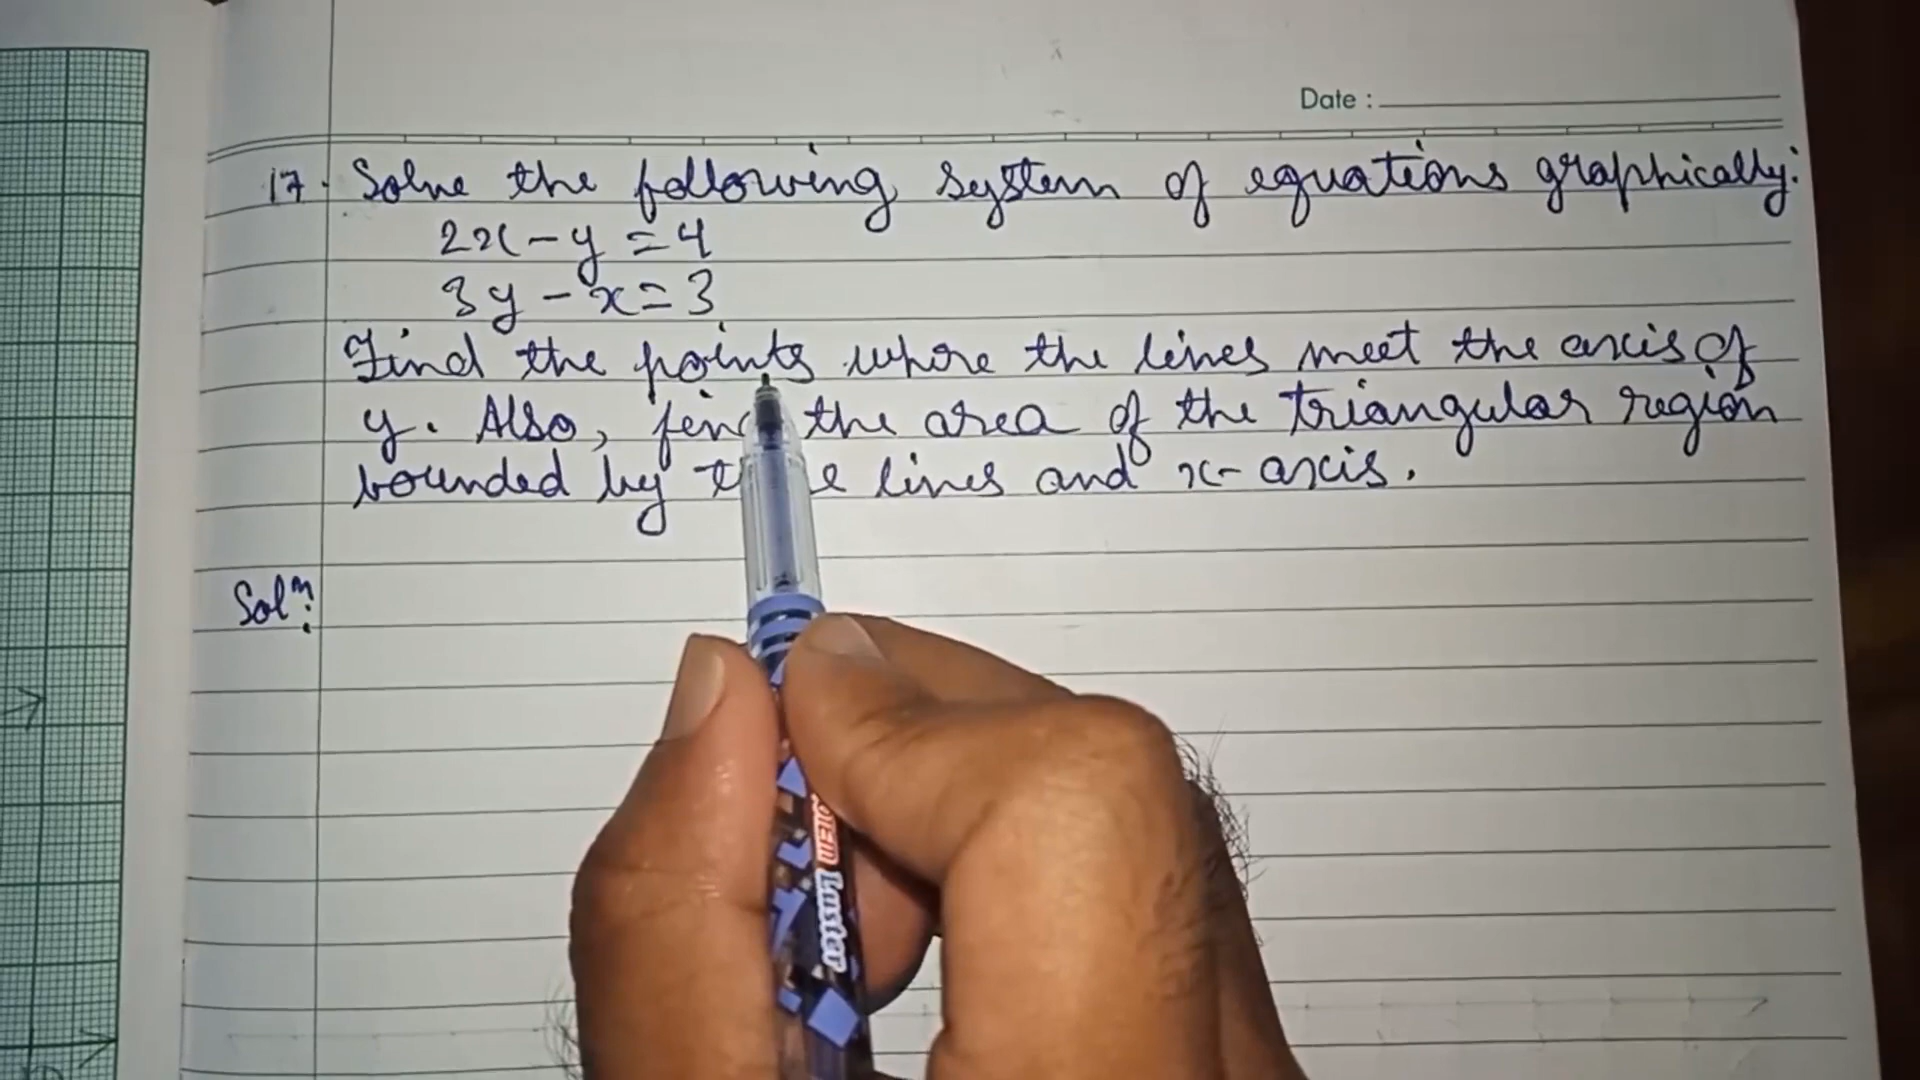 Date :
17. Solve the following system of equations graphically:
2x - y = 4
3y - x = 3
Find the points where the lines meet the axis of
y. Also, find the area of the triangular region
bounded by lines and x-axis.
Solⁿ:
Luster